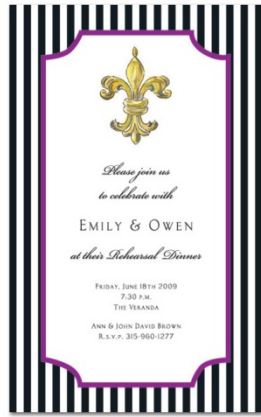 Please join us
to celebrate with
EMILY & OWEN
at their Rehearsal Dinner
FRIDAY, JUNE 18TH 2009
7:30 P.M.
THE VERANDA
ANN & JOHN DAVID BROWN
R.S.V.P. 315-960-1277